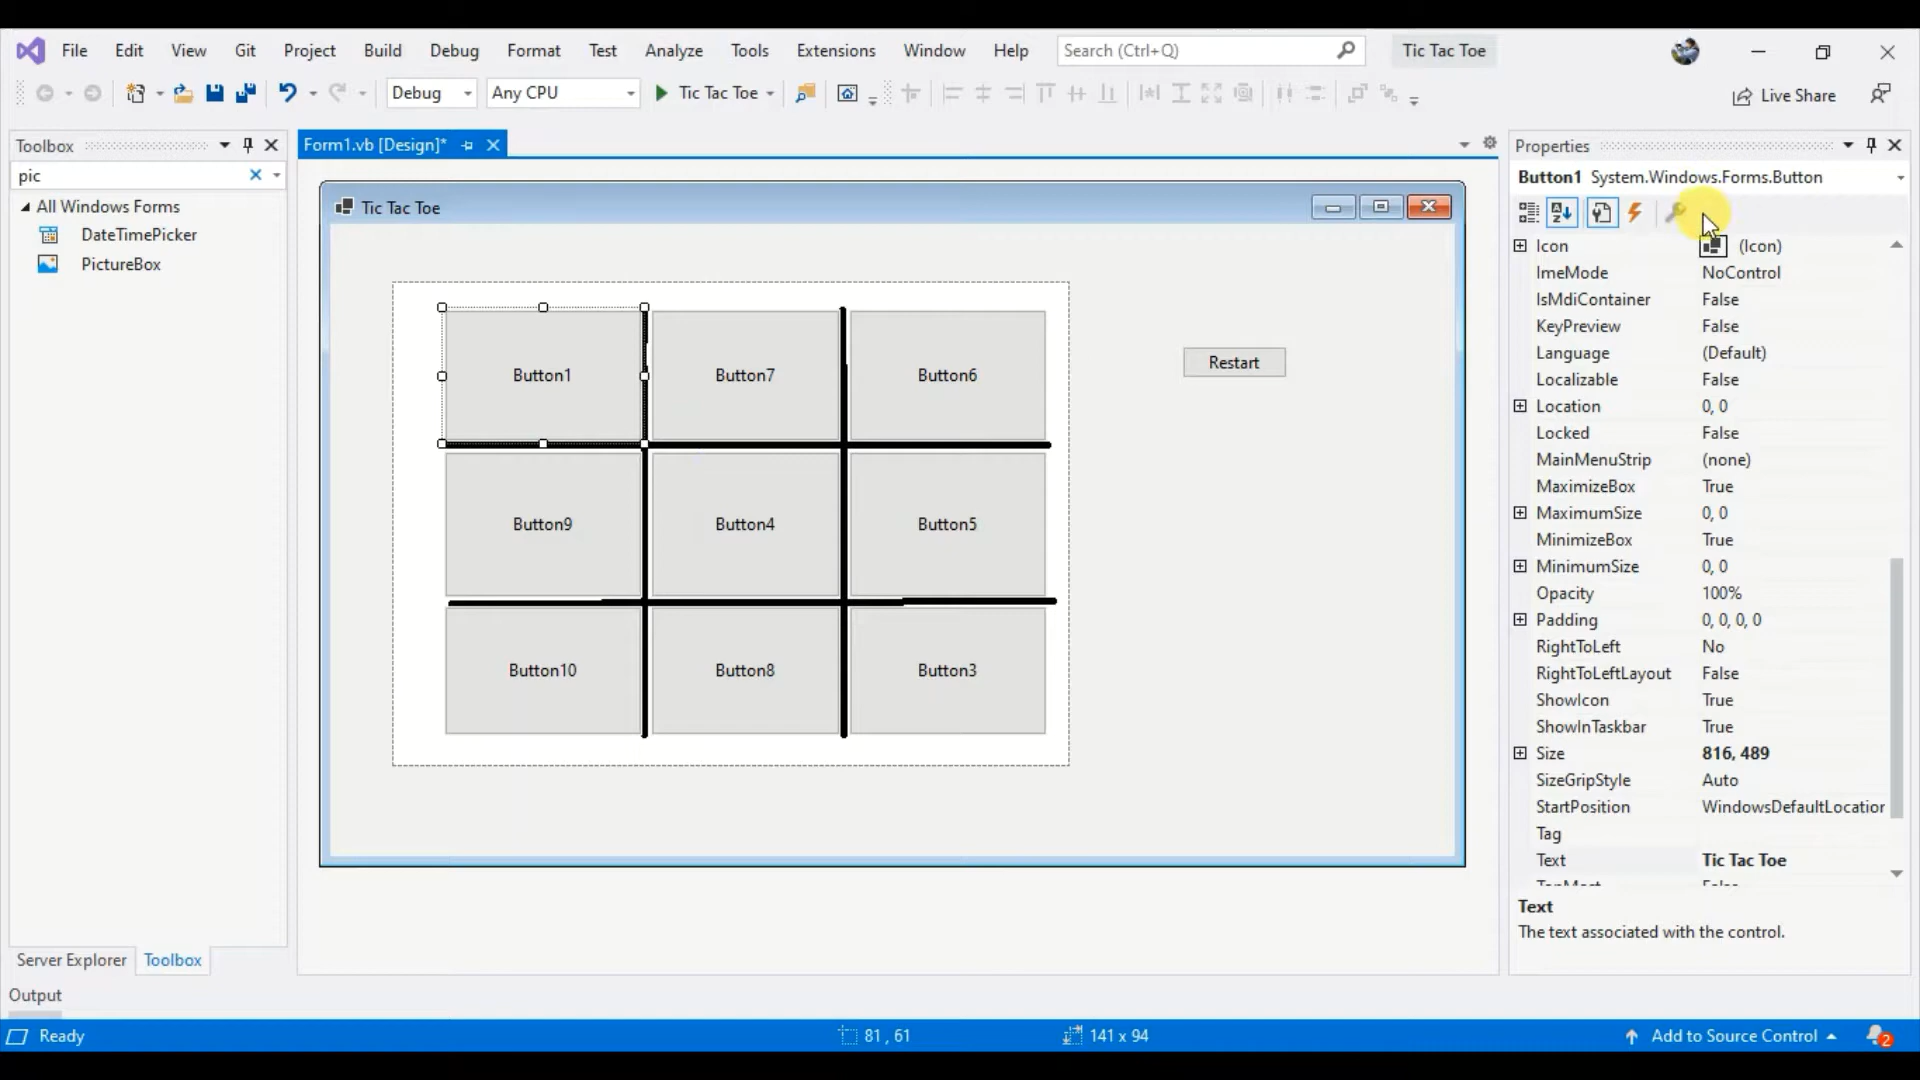 File Edit View Git Project Build Debug Format Test Analyze Tools Extensions Window Help Search (Ctrl+Q) Tic Tac Toe
Debug Any CPU Tic Tac Toe Live Share
Toolbox
pic
All Windows Forms
DateTimePicker
PictureBox
Server Explorer Toolbox
Form1.vb [Design]*
Tic Tac Toe
Button1 Button7 Button6
Restart
Button9 Button4 Button5
Button10 Button8 Button3
Properties
Button1 System.Windows.Forms.Button
Icon (Icon)
ImeMode NoControl
IsMdiContainer False
KeyPreview False
Language (Default)
Localizable False
Location 0, 0
Locked False
MainMenuStrip (none)
MaximizeBox True
MaximumSize 0, 0
MinimizeBox True
MinimumSize 0, 0
Opacity 100%
Padding 0, 0, 0, 0
RightToLeft No
RightToLeftLayout False
ShowIcon True
ShowInTaskbar True
Size 816, 489
SizeGripStyle Auto
StartPosition WindowsDefaultLocation
Tag
Text Tic Tac Toe
Text
The text associated with the control.
Output
Ready 81 , 61 141 x 94 Add to Source Control 2